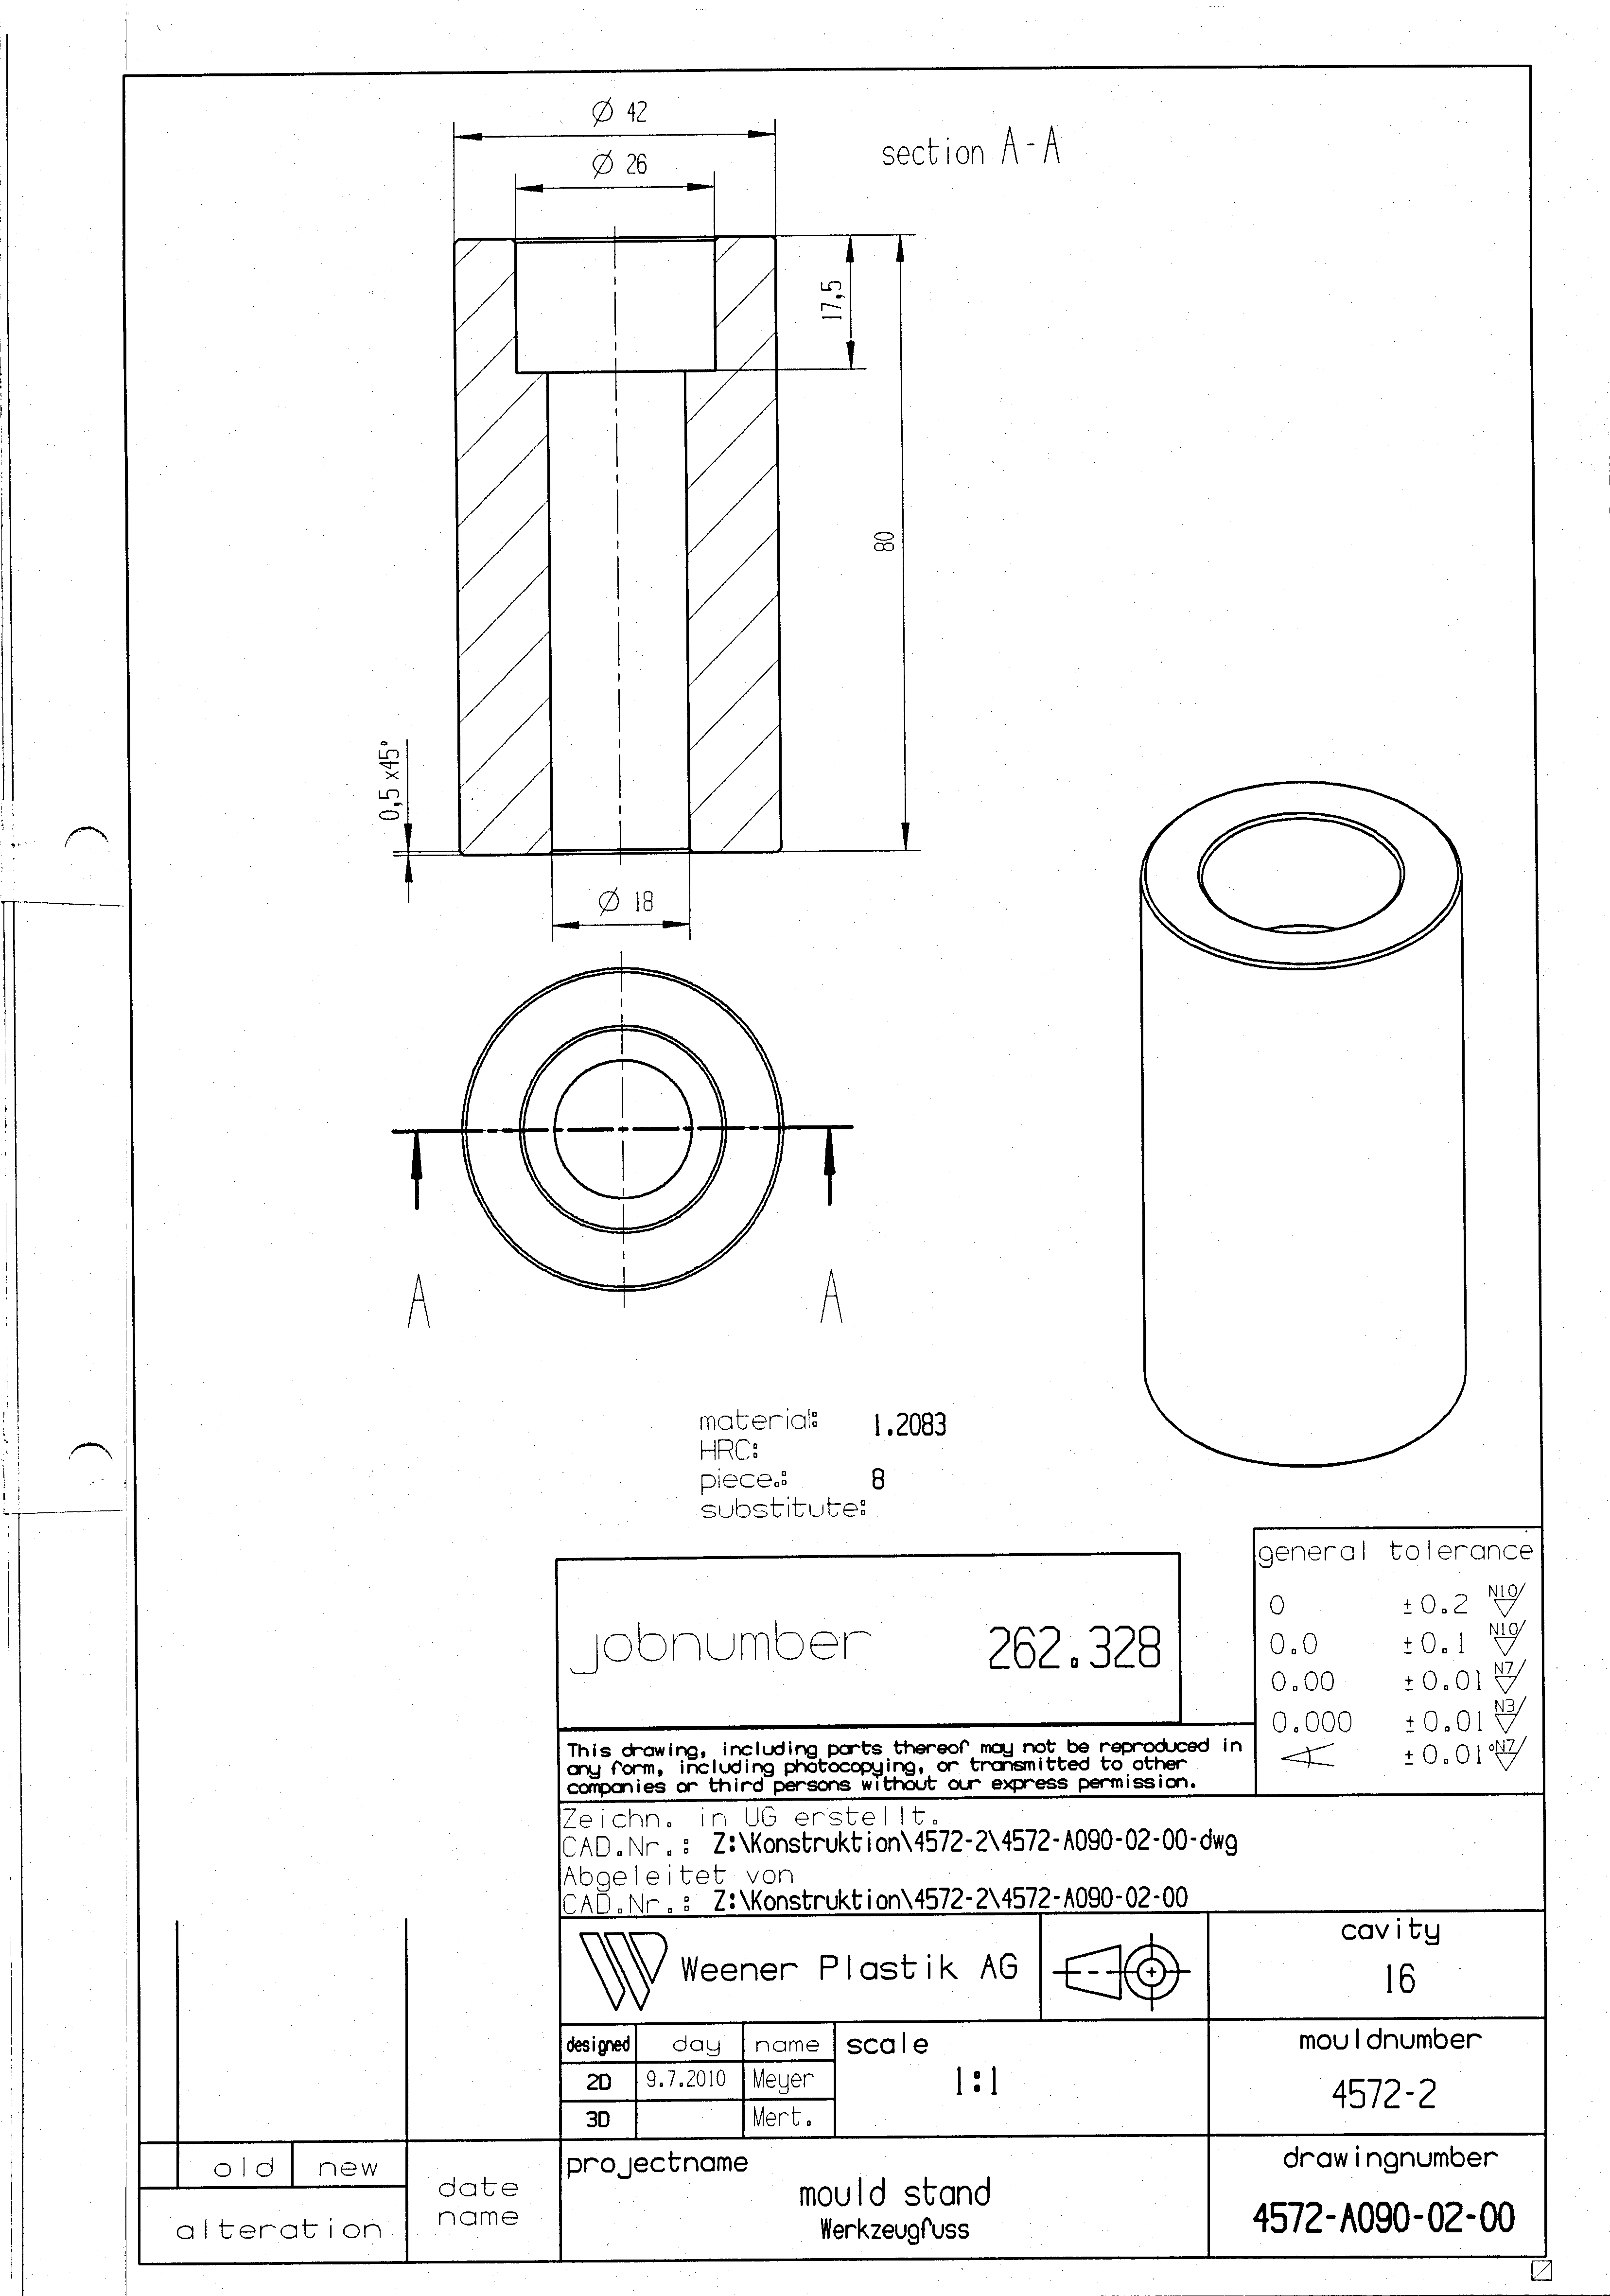 Ø 42
section A-A
Ø 26
17,5
80
0,5 x45°
Ø 18
A A
material: 1.2083
HRC:
piece.: 8
substitute:
general tolerance
0 ±0.2 N10/
0.0 ±0.1 N10/
0.00 ±0.01 N7/
0.000 ±0.01 N3/
±0.01° N7/
jobnumber 262.328
This drawing, including parts thereof may not be reproduced in
any form, including photocopying, or transmitted to other
companies or third persons without our express permission.
Zeichn. in UG erstellt.
CAD.Nr.: Z:\Konstruktion\4572-2\4572-A090-02-00-dwg
Abgeleitet von
CAD.Nr.: Z:\Konstruktion\4572-2\4572-A090-02-00
Weener Plastik AG
cavity
16
designed day name scale
2D 9.7.2010 Meyer 1:1
3D Mert.
mouldnumber
4572-2
old new
alteration
date
name
projectname
mould stand
Werkzeugfuss
drawingnumber
4572-A090-02-00